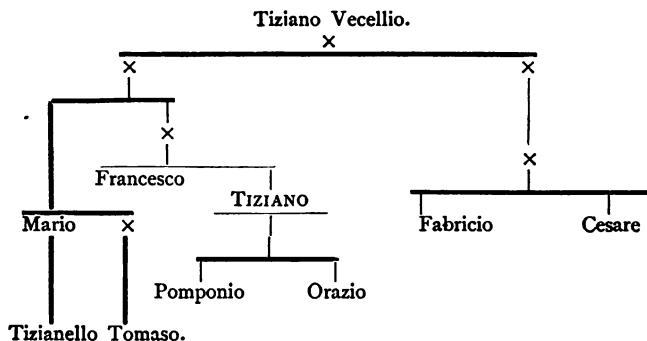 Tiziano Vecellio.
×
× ×
×
×
Francesco
TIZIANO
Mario × Fabricio Cesare
Pomponio Orazio
Tizianello Tomaso.